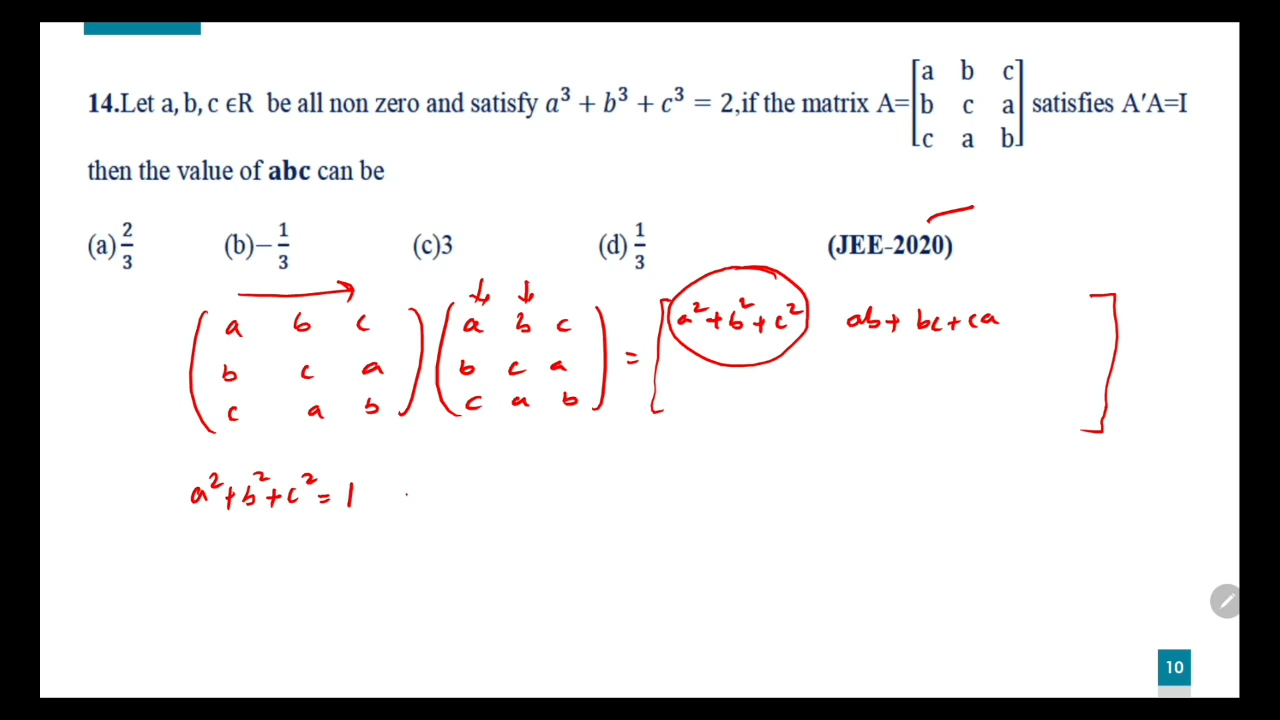 14.Let a, b, c ϵR be all non zero and satisfy a³ + b³ + c³ = 2,if the matrix A=[a b c; b c a; c a b] satisfies A′A=I
then the value of abc can be
(a) 2/3 (b)−1/3 (c)3 (d) 1/3 (JEE-2020)
a b c a b c = a²+b²+c² ab+ bc+ca
b c a b c a
c a b c a b
a²+b²+c²=1
10